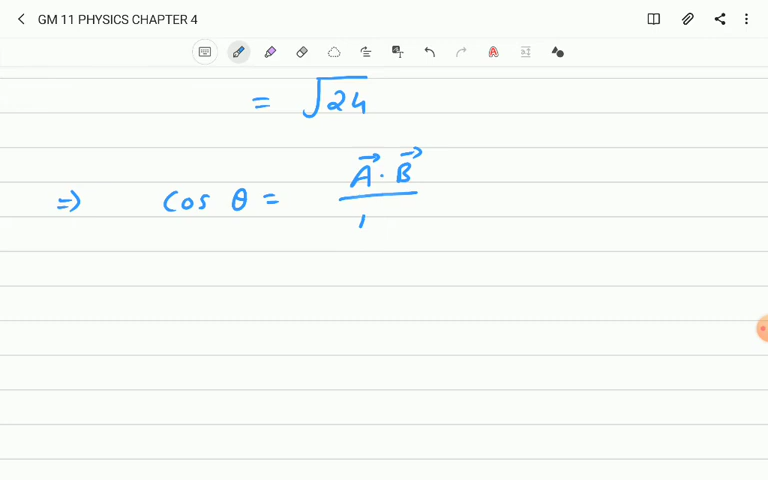 GM 11 PHYSICS CHAPTER 4
= √24
⇒ Cos θ = A⃗ · B⃗ / |